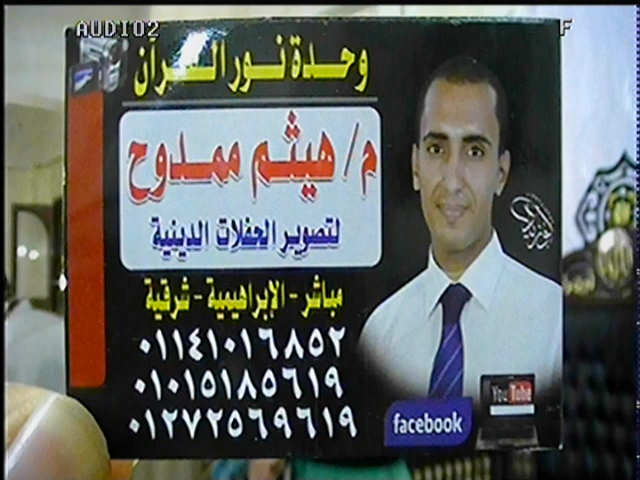 AUDIO2
F
وحدة نور القرآن
م/ هيثم ممدوح
لتصوير الحفلات الدينية
مباشر - الإبراهيمية - شرقية
٠١١٤١٠١٦٨٥٢
٠١٠١٥١٨٥٦١٩
٠١٢٧٢٥٦٩٦١٩
facebook
YouTube